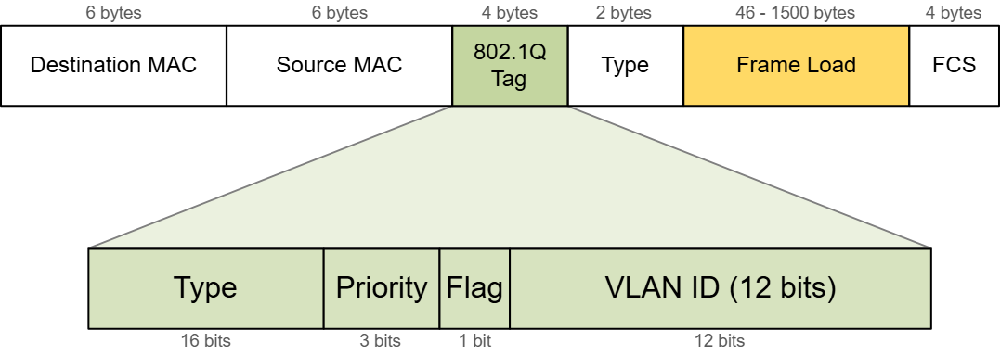 6 bytes
6 bytes
4 bytes
2 bytes
46 - 1500 bytes
4 bytes
Destination MAC
Source MAC
802.1Q
Tag
Type
Frame Load
FCS
Type
Priority
Flag
VLAN ID (12 bits)
16 bits
3 bits
1 bit
12 bits